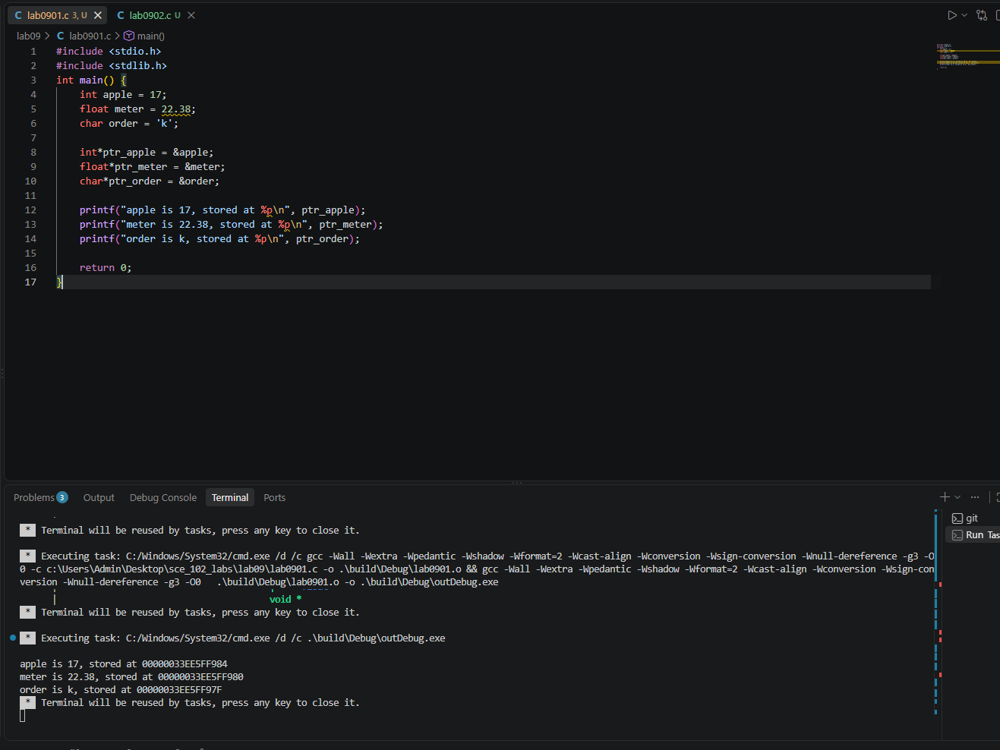 C lab0901.c 3, U × C lab0902.c U ×
lab09 > C lab0901.c > main()
1 #include <stdio.h>
2 #include <stdlib.h>
3 int main() {
4 int apple = 17;
5 float meter = 22.38;
6 char order = 'k';
7
8 int*ptr_apple = &apple;
9 float*ptr_meter = &meter;
10 char*ptr_order = &order;
11
12 printf("apple is 17, stored at %p\n", ptr_apple);
13 printf("meter is 22.38, stored at %p\n", ptr_meter);
14 printf("order is k, stored at %p\n", ptr_order);
15
16 return 0;
17 }
Problems 3 Output Debug Console Terminal Ports
git
Run Tas
* Terminal will be reused by tasks, press any key to close it.
* Executing task: C:/Windows/System32/cmd.exe /d /c gcc -Wall -Wextra -Wpedantic -Wshadow -Wformat=2 -Wcast-align -Wconversion -Wsign-conversion -Wnull-dereference -g3 -O
0 -c c:\Users\Admin\Desktop\sce_102_labs\lab09\lab0901.c -o .\build\Debug\lab0901.o && gcc -Wall -Wextra -Wpedantic -Wshadow -Wformat=2 -Wcast-align -Wconversion -Wsign-con
version -Wnull-dereference -g3 -O0 .\build\Debug\lab0901.o -o .\build\Debug\outDebug.exe
| void *
* Terminal will be reused by tasks, press any key to close it.
* Executing task: C:/Windows/System32/cmd.exe /d /c .\build\Debug\outDebug.exe
apple is 17, stored at 00000033EE5FF984
meter is 22.38, stored at 00000033EE5FF980
order is k, stored at 00000033EE5FF97F
* Terminal will be reused by tasks, press any key to close it.